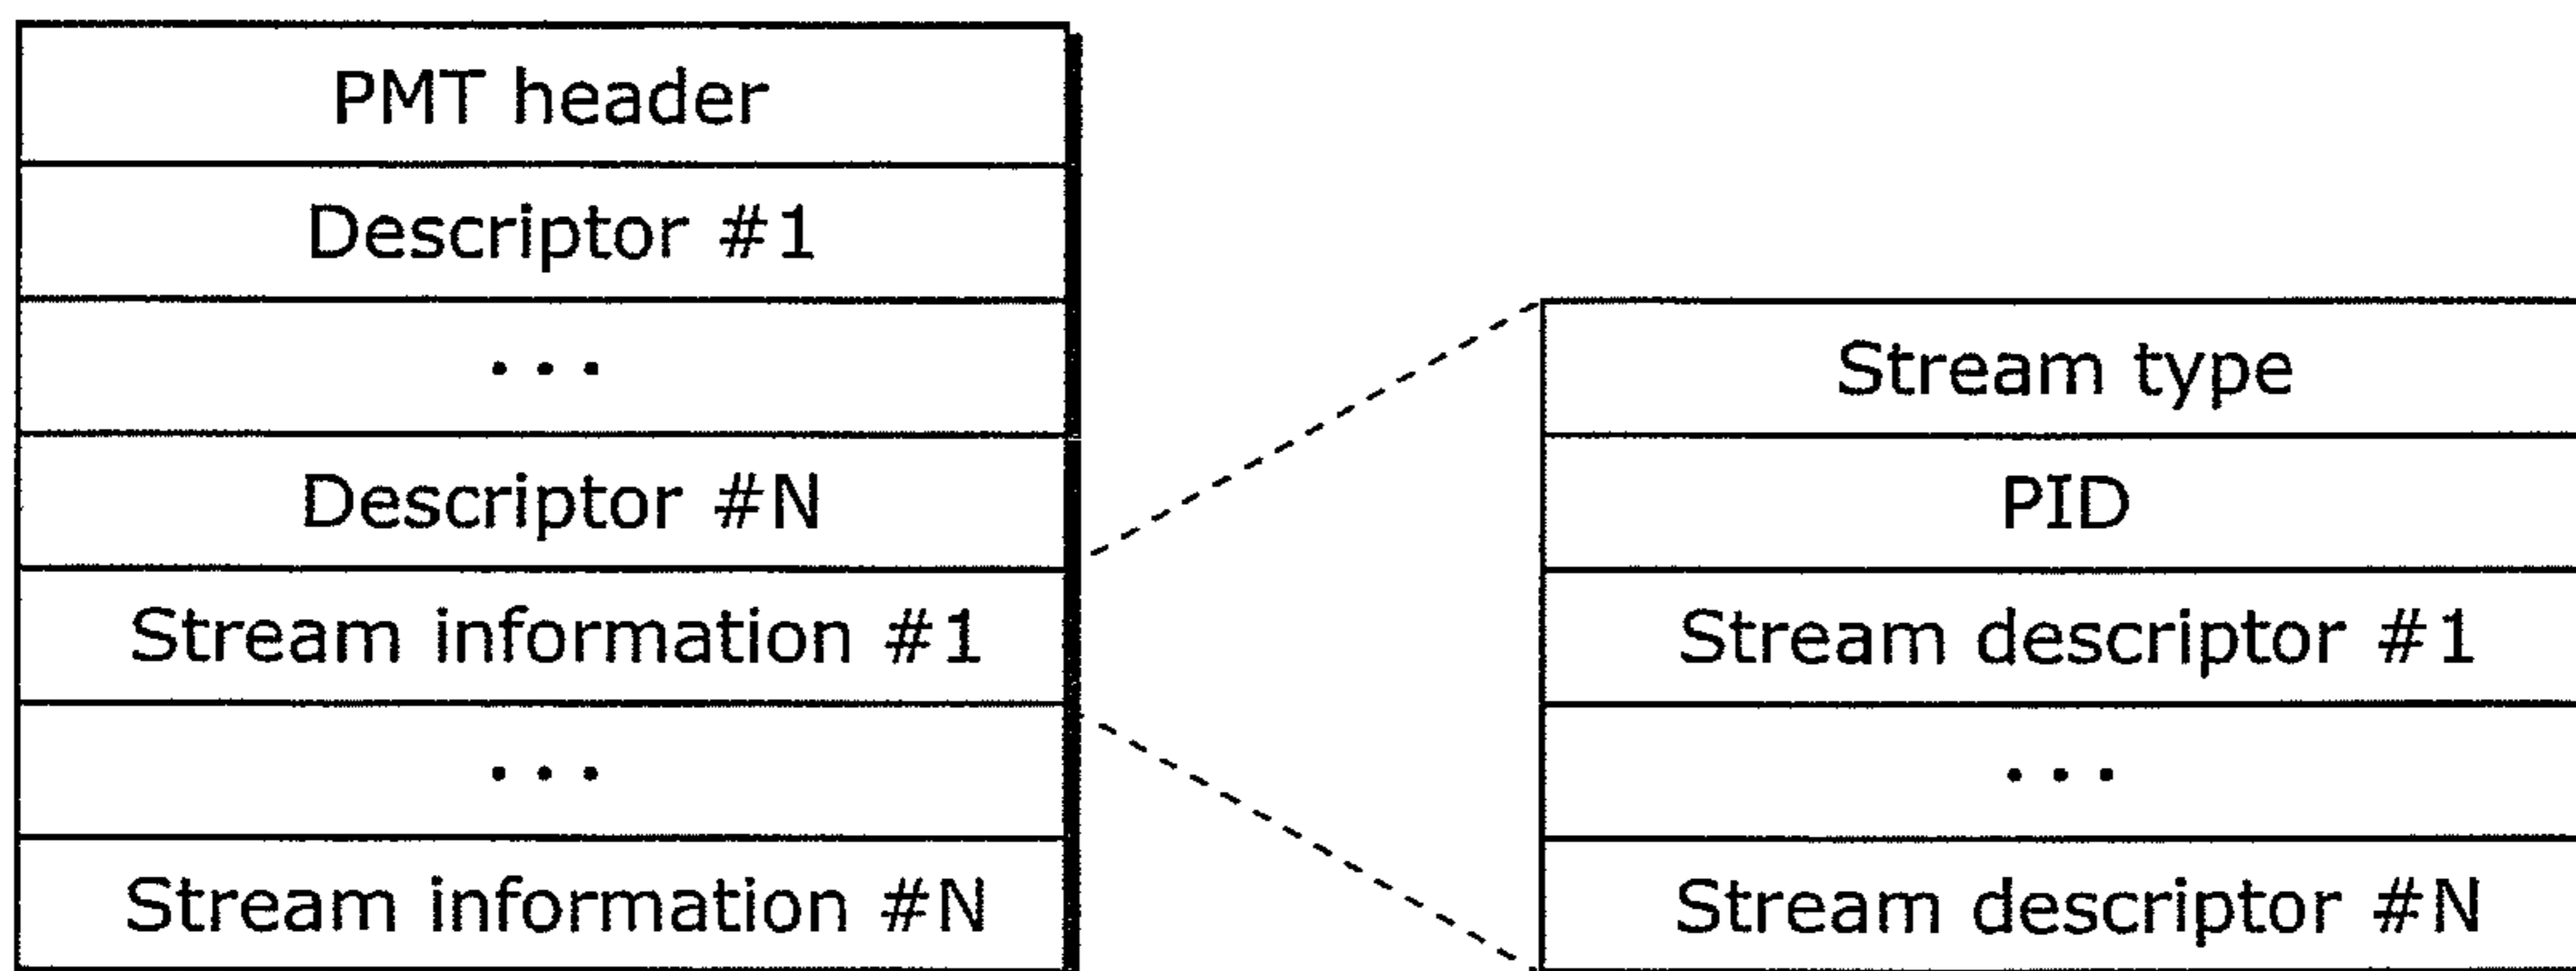 PMT header
Descriptor #1
...
Descriptor #N
Stream information #1
...
Stream information #N
Stream type
PID
Stream descriptor #1
...
Stream descriptor #N